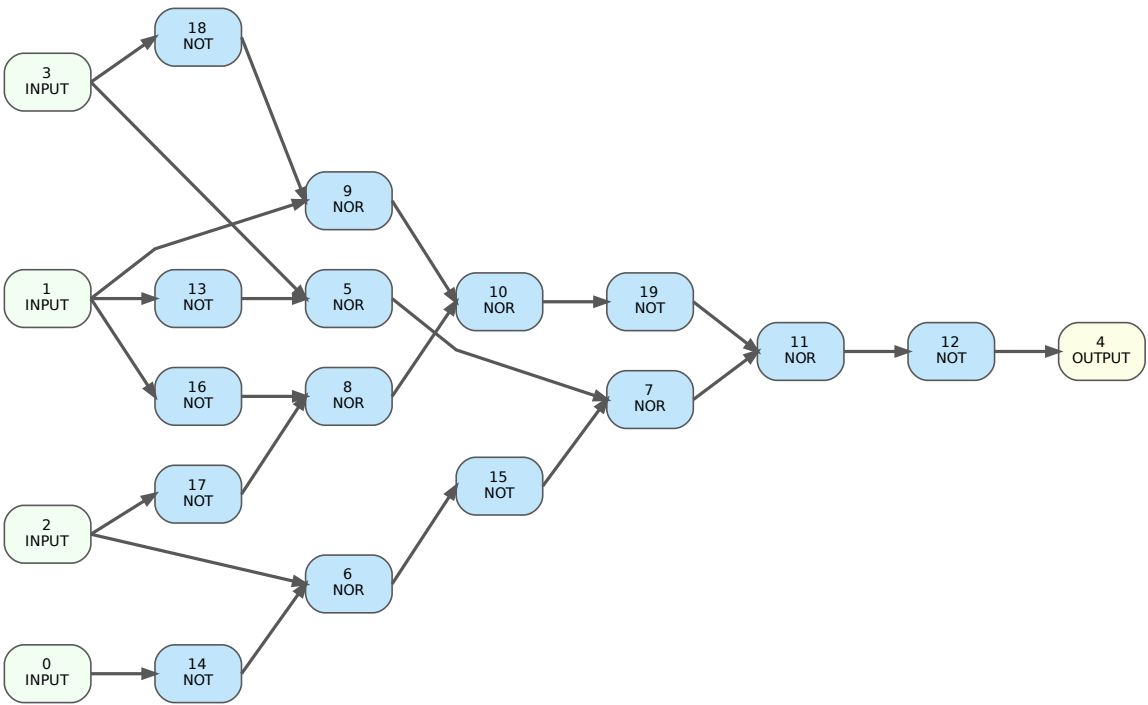 18
NOT
3
INPUT
9
NOR
1
INPUT
13
NOT
5
NOR
10
NOR
19
NOT
11
NOR
12
NOT
4
OUTPUT
16
NOT
8
NOR
7
NOR
17
NOT
15
NOT
2
INPUT
6
NOR
0
INPUT
14
NOT